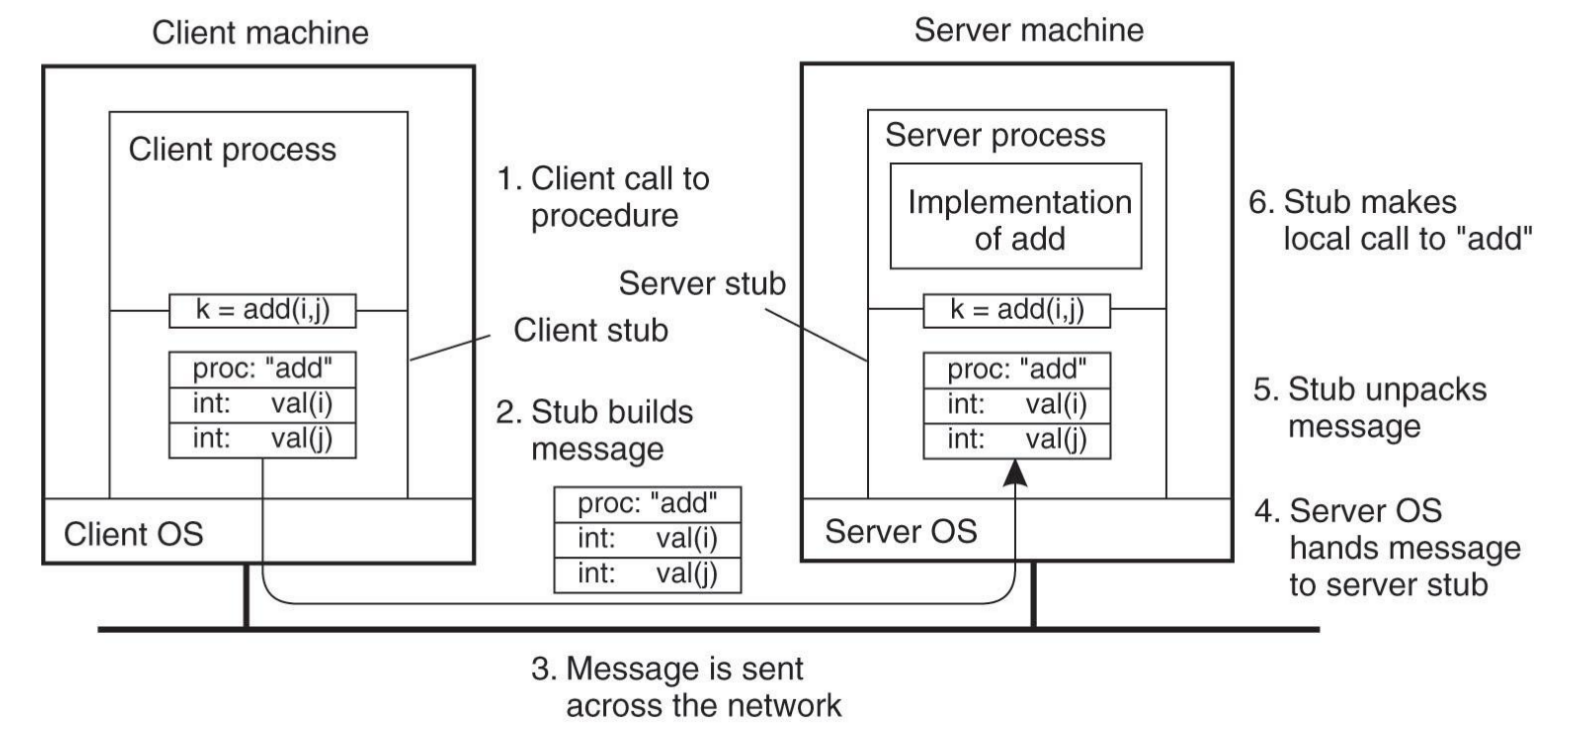 Client machine
Server machine
Client process
1. Client call to
procedure
Server process
Implementation
of add
6. Stub makes
local call to "add"
Server stub
k = add(i,j)
k = add(i,j)
Client stub
proc: "add"
int: val(i)
int: val(j)
2. Stub builds
message
proc: "add"
int: val(i)
int: val(j)
proc: "add"
int: val(i)
int: val(j)
5. Stub unpacks
message
Client OS
Server OS
4. Server OS
hands message
to server stub
3. Message is sent
across the network